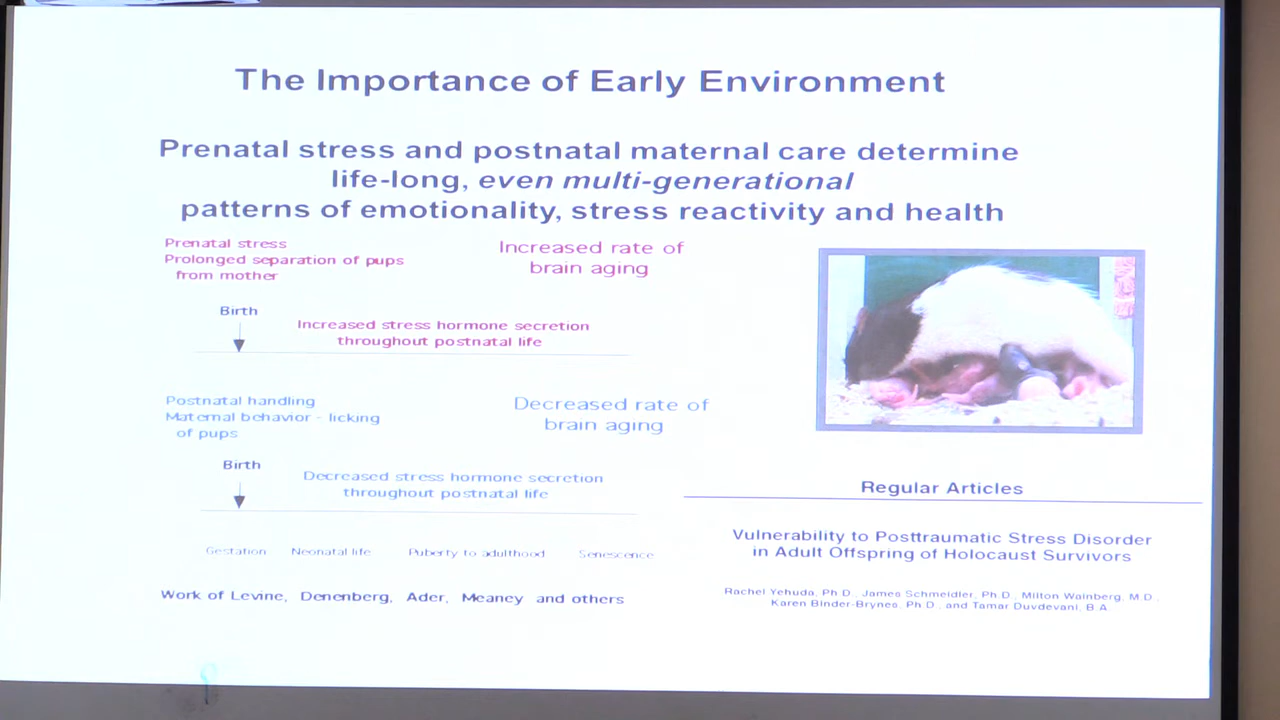 The Importance of Early Environment
Prenatal stress and postnatal maternal care determine
life-long, even multi-generational
patterns of emotionality, stress reactivity and health
Prenatal stress
Prolonged separation of pups
from mother
Increased rate of
brain aging
Birth
Increased stress hormone secretion
throughout postnatal life
Postnatal handling
Maternal behavior - licking
of pups
Decreased rate of
brain aging
Birth
Decreased stress hormone secretion
throughout postnatal life
Gestation Neonatal life Puberty to adulthood Senescence
Work of Levine, Denenberg, Ader, Meaney and others
Regular Articles
Vulnerability to Posttraumatic Stress Disorder
in Adult Offspring of Holocaust Survivors
Rachel Yehuda, Ph.D., James Schmeidler, Ph.D., Milton Wainberg, M.D.,
Karen Binder-Brynes, Ph.D., and Tamar Duvdevani, B.A.